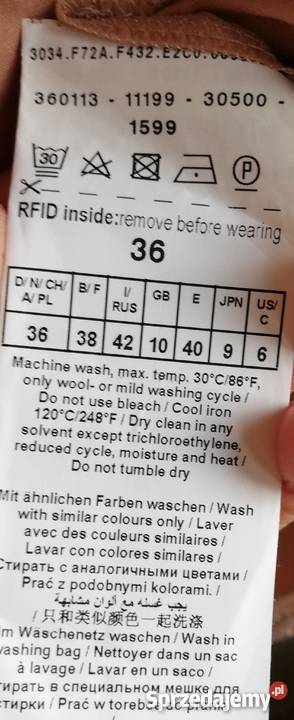 3034.F72A.F432.E2C0.
360113 - 11199 - 30500 -
1599
30
P
RFID inside:remove before wearing
36
D/ N/ CH/ A/ PL B/ F I/ RUS GB E JPN US/ C
36 38 42 10 40 9 6
Machine wash, max. temp. 30°C/86°F,
only wool- or mild washing cycle /
Do not use bleach / Cool iron
120°C/248°F / Dry clean in any
solvent except trichloroethylene,
reduced cycle, moisture and heat /
Do not tumble dry
Mit ähnlichen Farben waschen / Wash
with similar colours only / Laver
avec des couleurs similaires /
Lavar con colores similares /
Стирать с аналогичными цветами /
Prać z podobnymi kolorami. /
يجب غسله مع ألوان مشابهة
/ 只和类似颜色一起洗涤
Im Wäschenetz waschen / Wash in
washing bag / Nettoyer dans un sac
à lavage / Lavar en un saco /
тирать в специальном мешке для
стирки / Prać w torebce do prania
Sprzedajemy.pl